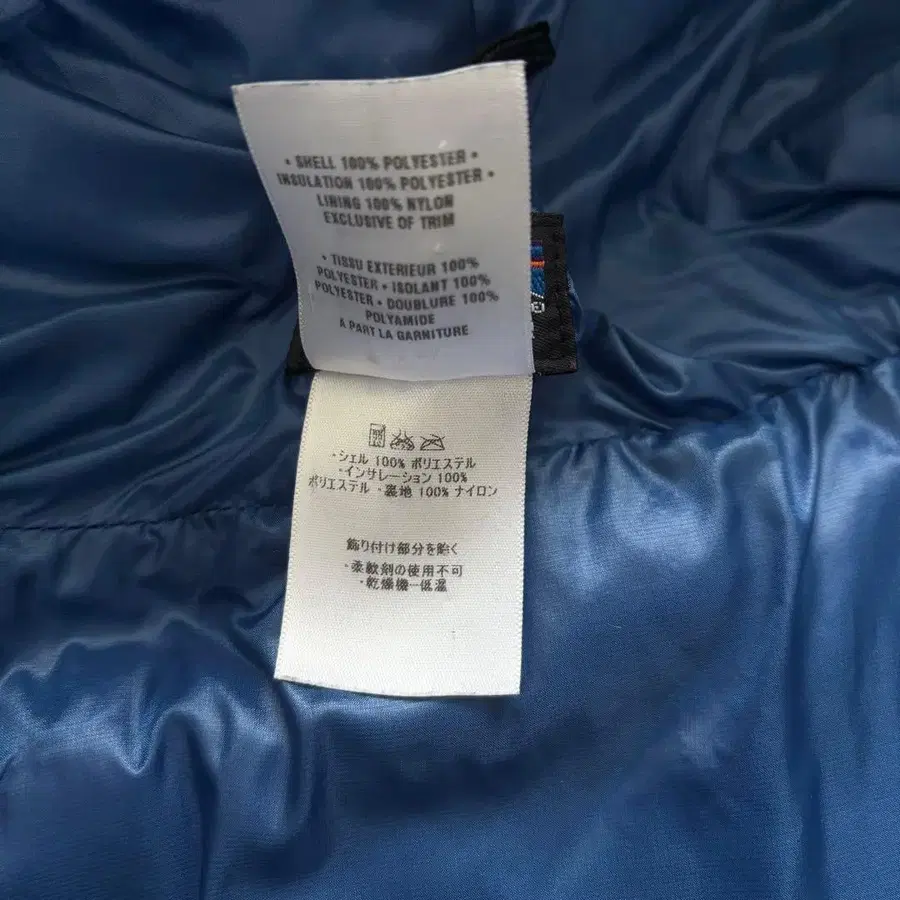 • SHELL 100% POLYESTER •
INSULATION 100% POLYESTER •
LINING 100% NYLON
EXCLUSIVE OF TRIM
• TISSU EXTERIEUR 100%
POLYESTER • ISOLANT 100%
POLYESTER • DOUBLURE 100%
POLYAMIDE
A PART LA GARNITURE
・シェル 100% ポリエステル
・インサレーション 100%
ポリエステル ・裏地 100% ナイロン
飾り付け部分を除く
・柔軟剤の使用不可
・乾燥機ー低温